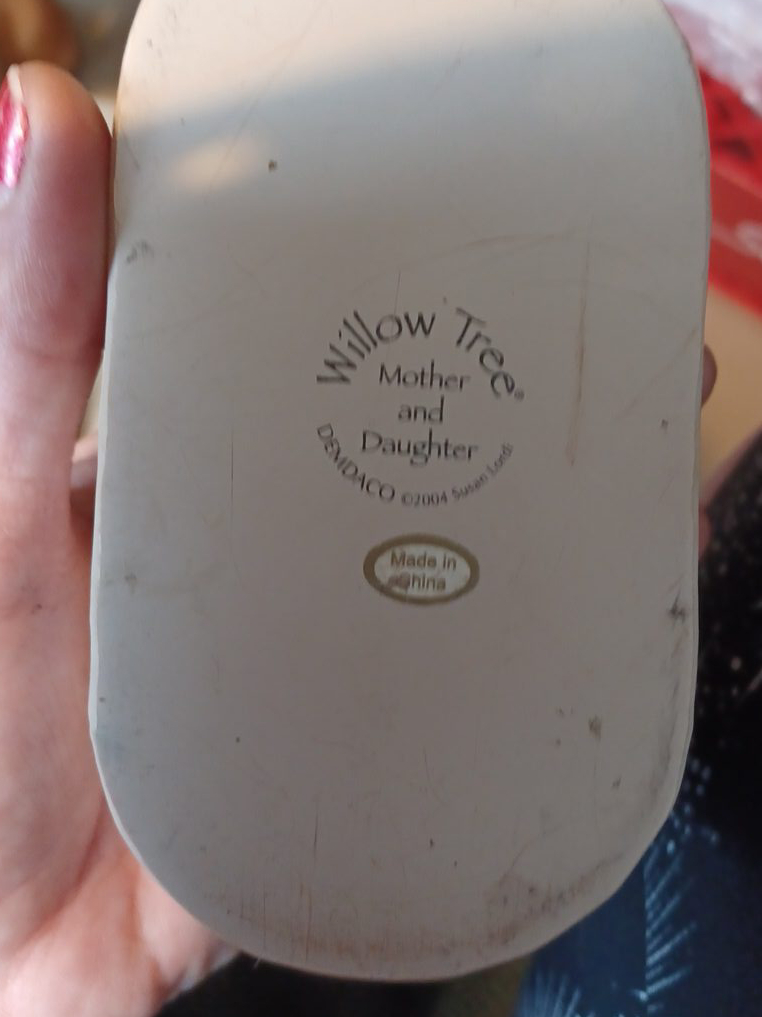 Willow Tree®
Mother
and
Daughter
DEMDACO ©2004 Susan Lordi
Made in
China